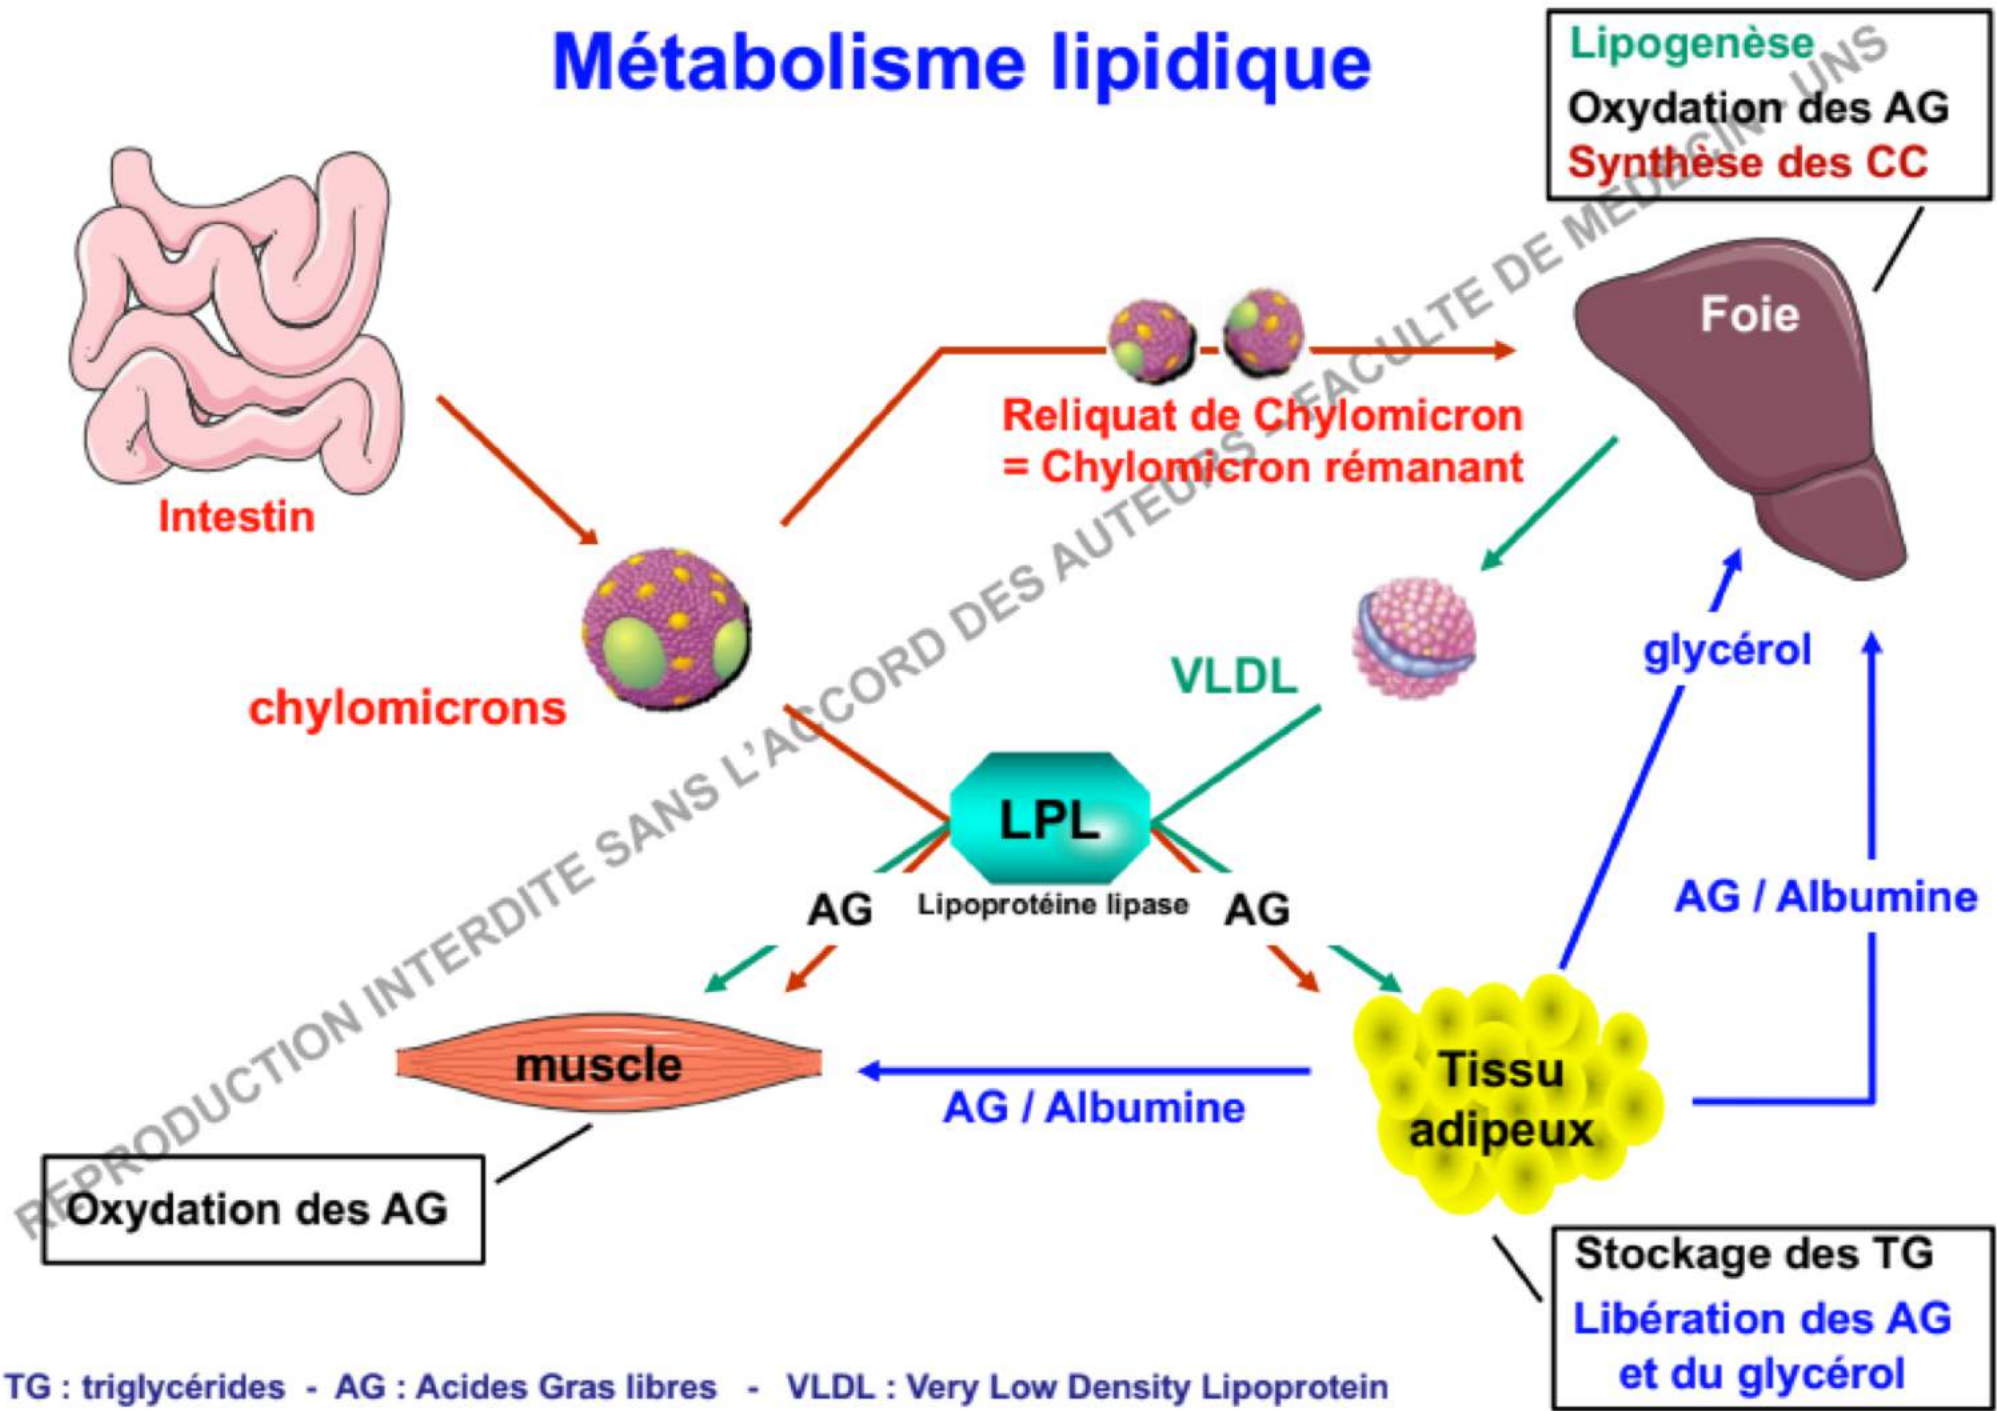 Métabolisme lipidique
Lipogenèse
Oxydation des AG
Synthèse des CC
Foie
Reliquat de Chylomicron
= Chylomicron rémanant
Intestin
glycérol
VLDL
chylomicrons
LPL
Lipoprotéine lipase
AG
AG
AG / Albumine
muscle
AG / Albumine
Tissu
adipeux
Oxydation des AG
Stockage des TG
Libération des AG
et du glycérol
TG : triglycérides - AG : Acides Gras libres - VLDL : Very Low Density Lipoprotein
REPRODUCTION INTERDITE SANS L'ACCORD DES AUTEURS – FACULTE DE MEDECIN - UNS